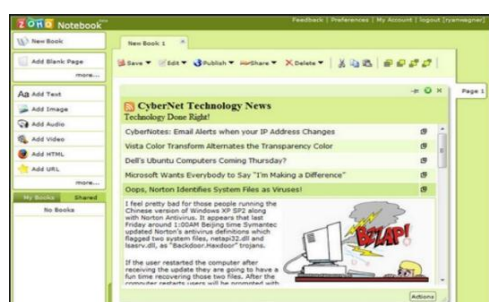 ZOHO Notebook
Feedback | Preferences | My Account | logout [ryanwagner]
New Book
Add Blank Page
more...
Aa Add Text
Add Image
Add Audio
Add Video
Add HTML
Add URL
more...
My Books Shared
No Books
New Book 1
Save Edit Publish Share Delete
Page 1
CyberNet Technology News
Technology Done Right!
CyberNotes: Email Alerts when your IP Address Changes
Vista Color Transform Alternates the Transparency Color
Dell's Ubuntu Computers Coming Thursday?
Microsoft Wants Everybody to Say "I'm Making a Difference"
Oops, Norton Identifies System Files as Viruses!
I feel pretty bad for those people running the
Chinese version of Windows XP SP2 along
with Norton Antivirus. It appears that last
Friday around 1:00AM Beijing time Symantec
updated Norton's antivirus definitions which
flagged two system files, netapi32.dll and
lsasrv.dll, as "Backdoor.Haxdoor" trojans.
If the user restarted the computer after
receiving the update they are going to have a
fun time recovering those two files. After the
computer restarts users will be prompted with
BZZAP!
Actions